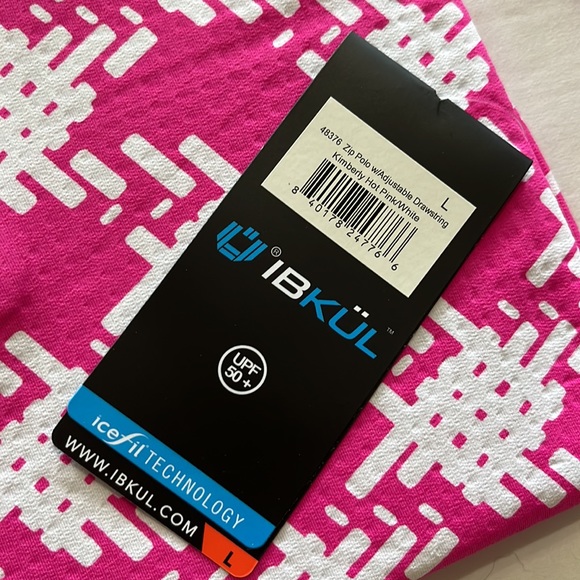 48376 Zip Polo w/Adjustable Drawstring
Kimberly Hot Pink/White
L
8 40178 24776 6
® IBKÜL ™
UPF
50+
icefil TECHNOLOGY
WWW.IBKUL.COM
L